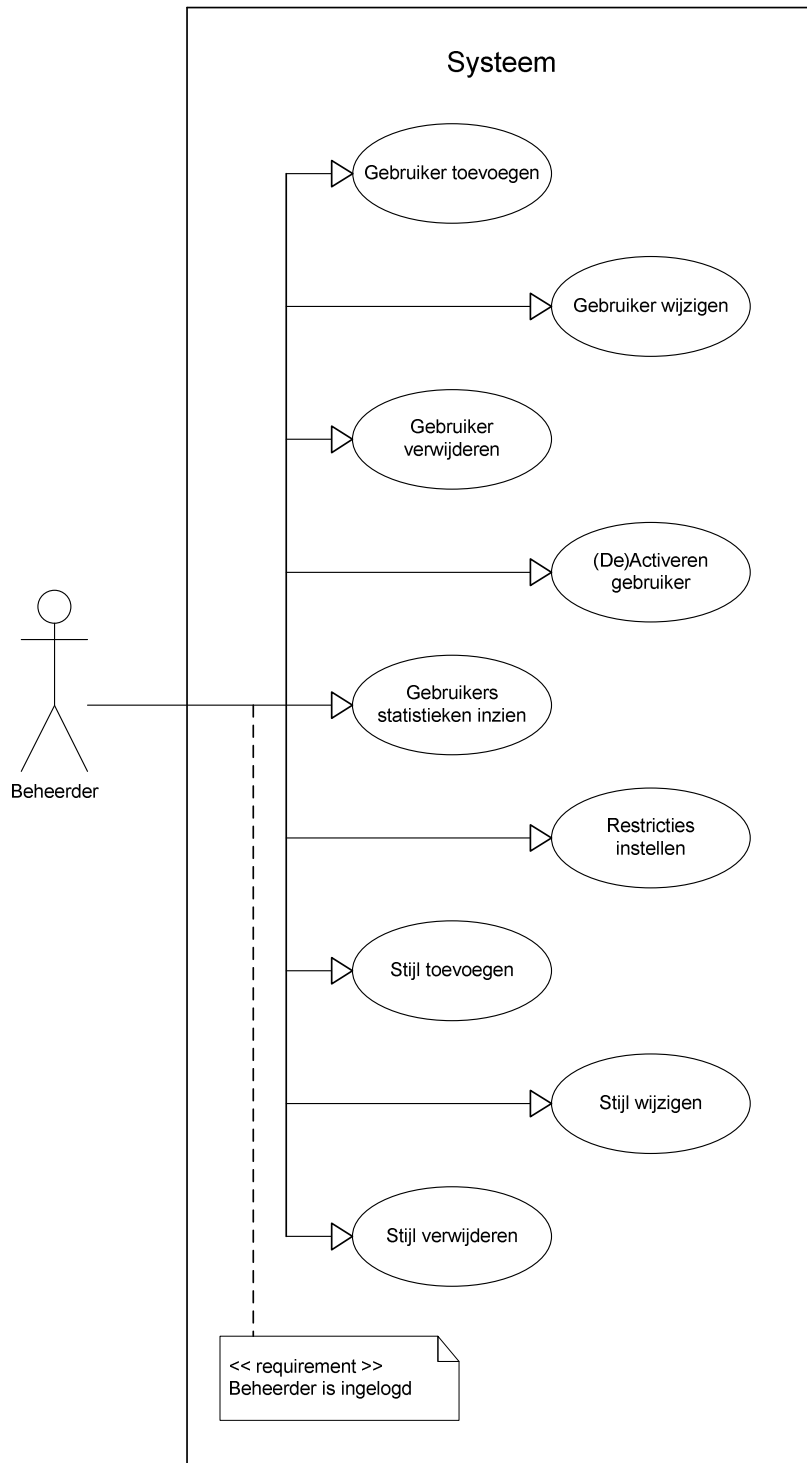 Systeem
Gebruiker toevoegen
Gebruiker wijzigen
Gebruiker
verwijderen
(De)Activeren
gebruiker
Gebruikers
statistieken inzien
Beheerder
Restricties
instellen
Stijl toevoegen
Stijl wijzigen
Stijl verwijderen
<< requirement >>
Beheerder is ingelogd